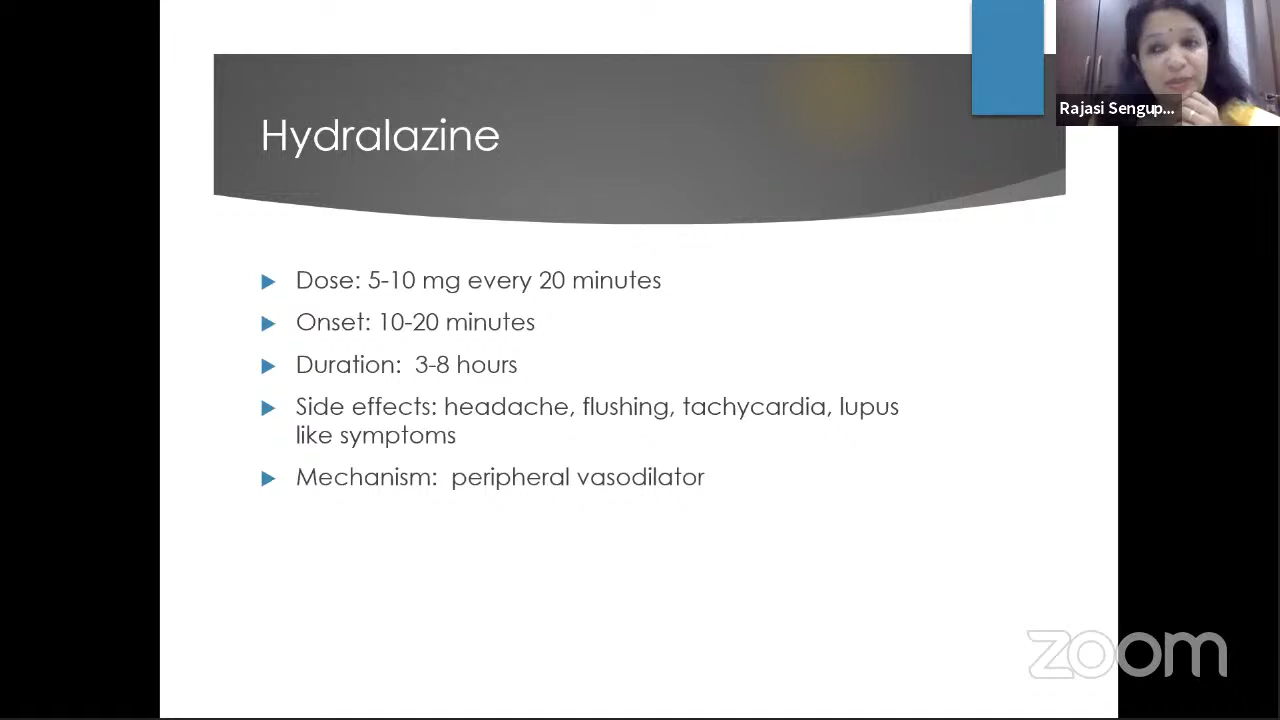 Rajasi Sengup...
Hydralazine
Dose: 5-10 mg every 20 minutes
Onset: 10-20 minutes
Duration: 3-8 hours
Side effects: headache, flushing, tachycardia, lupus
like symptoms
Mechanism: peripheral vasodilator
zoom